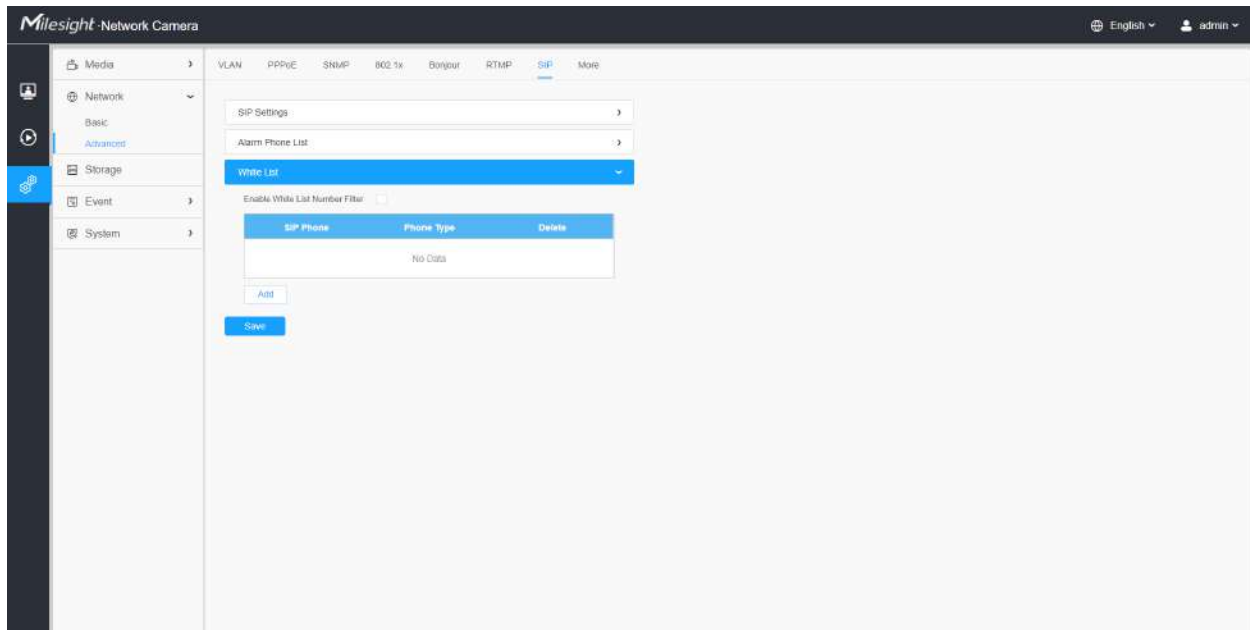 Milesight -Network Camera
English
admin
Media
Network
Basic
Advanced
Storage
Event
System
VLAN PPPoE SNMP 802.1x Bonjour RTMP SIP More
SIP Settings
Alarm Phone List
White List
Enable White List Number Filter
SIP Phone Phone Type Delete
No Data
Add
Save